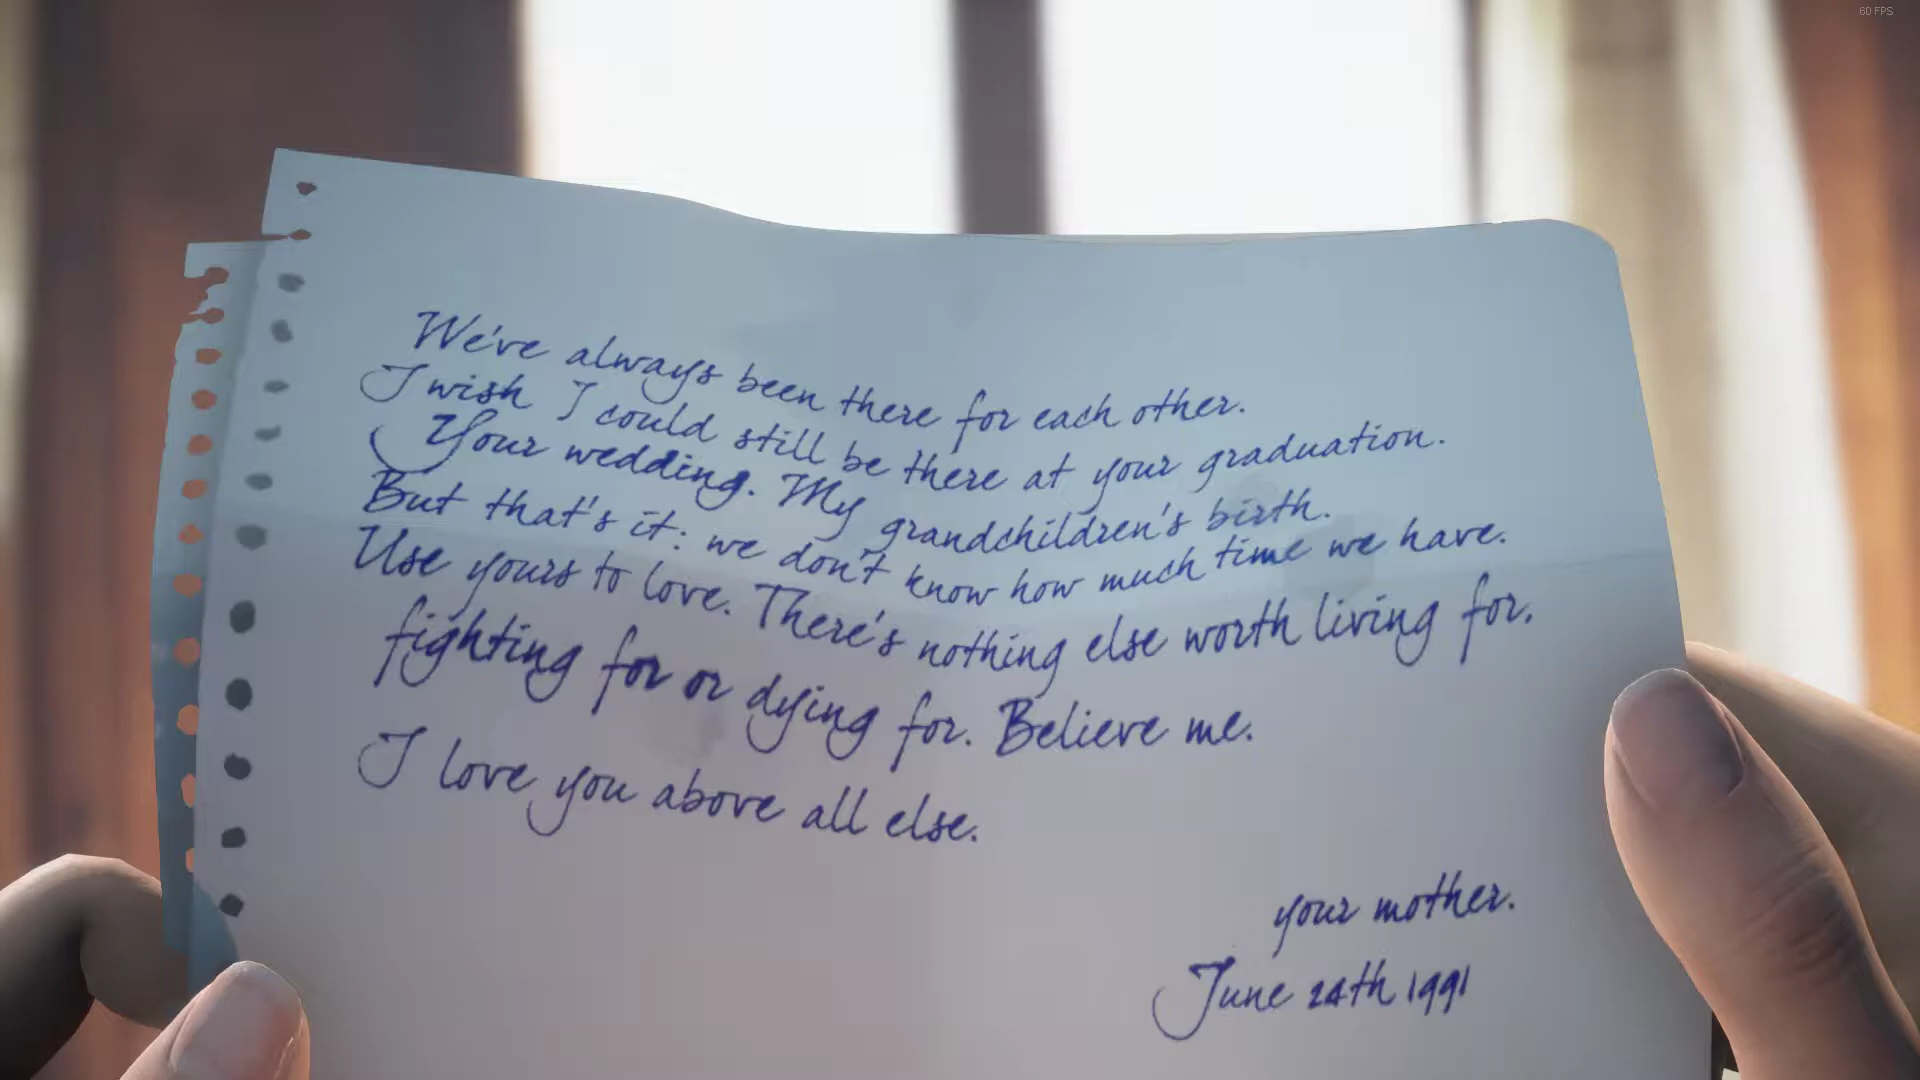 60 FPS
We've always been there for each other.
I wish I could still be there at your graduation.
Your wedding. My grandchildren's birth.
But that's it: we don't know how much time we have.
Use yours to love. There's nothing else worth living for,
fighting for or dying for. Believe me.
I love you above all else.
your mother.
June 24th 1991